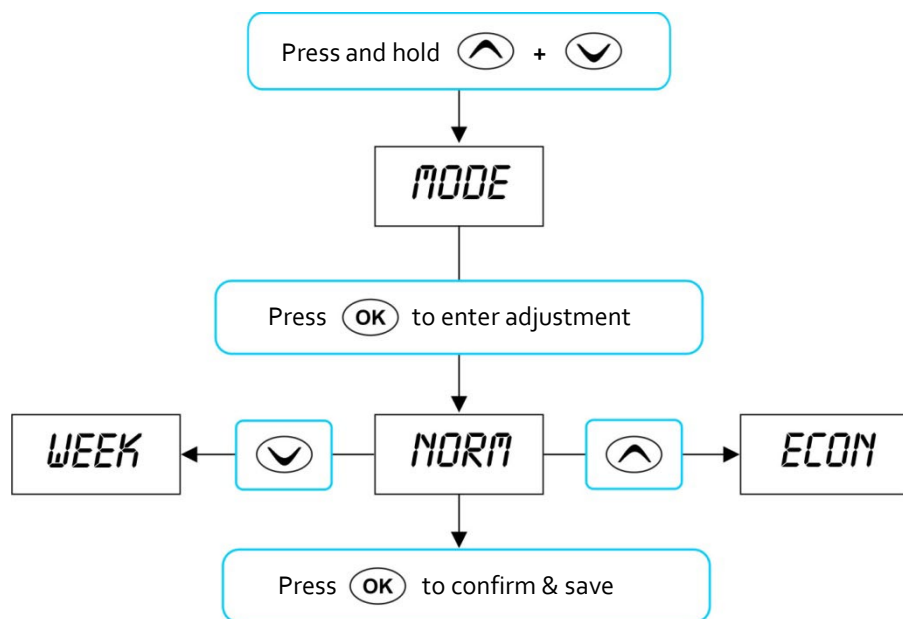 Press and hold +
MODE
Press OK to enter adjustment
WEEK NORM ECON
Press OK to confirm & save